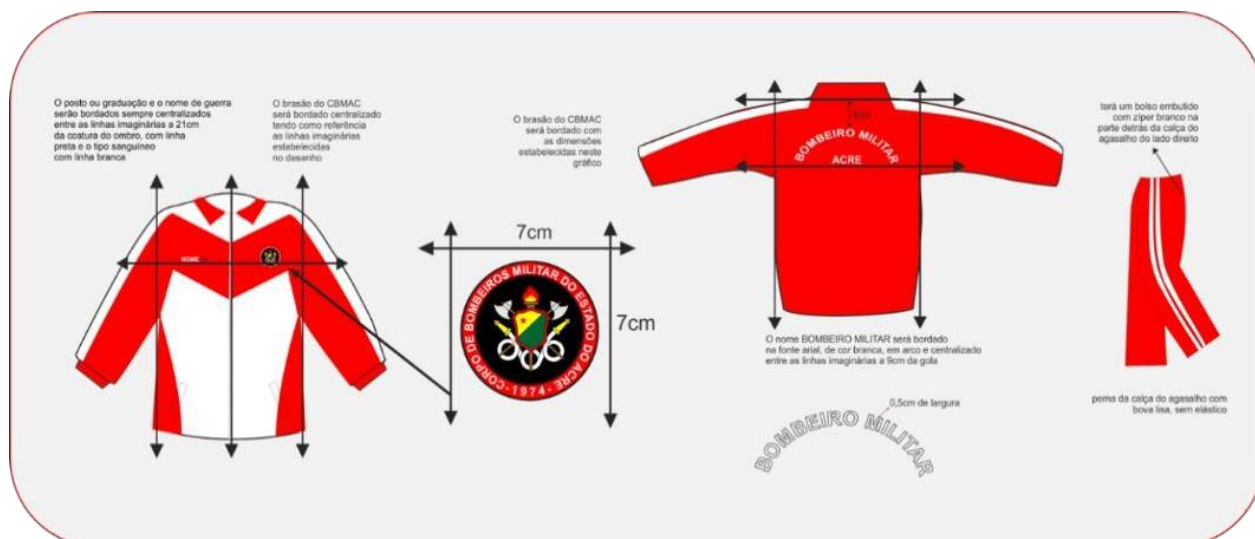 O posto ou graduação e o nome de guerra
serão bordados sempre centralizados
entre as linhas imaginárias a 21cm
da costura do ombro, com linha
preta e o tipo sanguíneo
com linha branca
O brasão do CBMAC
será bordado centralizado
tendo como referência
as linhas imaginárias
estabelecidas
no desenho
NOME
O brasão do CBMAC
será bordado com
as dimensões
estabelecidas neste
gráfico
7cm
7cm
CORPO DE BOMBEIROS MILITAR DO ESTADO DO ACRE
- 1974 -
BOMBEIRO MILITAR
ACRE
O nome BOMBEIRO MILITAR será bordado
na fonte arial, de cor branca, em arco e centralizado
entre as linhas imaginárias a 9cm da gola
0,5cm de largura
BOMBEIRO MILITAR
terá um bolso embutido
com zíper branco na
parte detrás da calça do
agasalho do lado direito
perna da calça do agasalho com
bova lisa, sem elástico